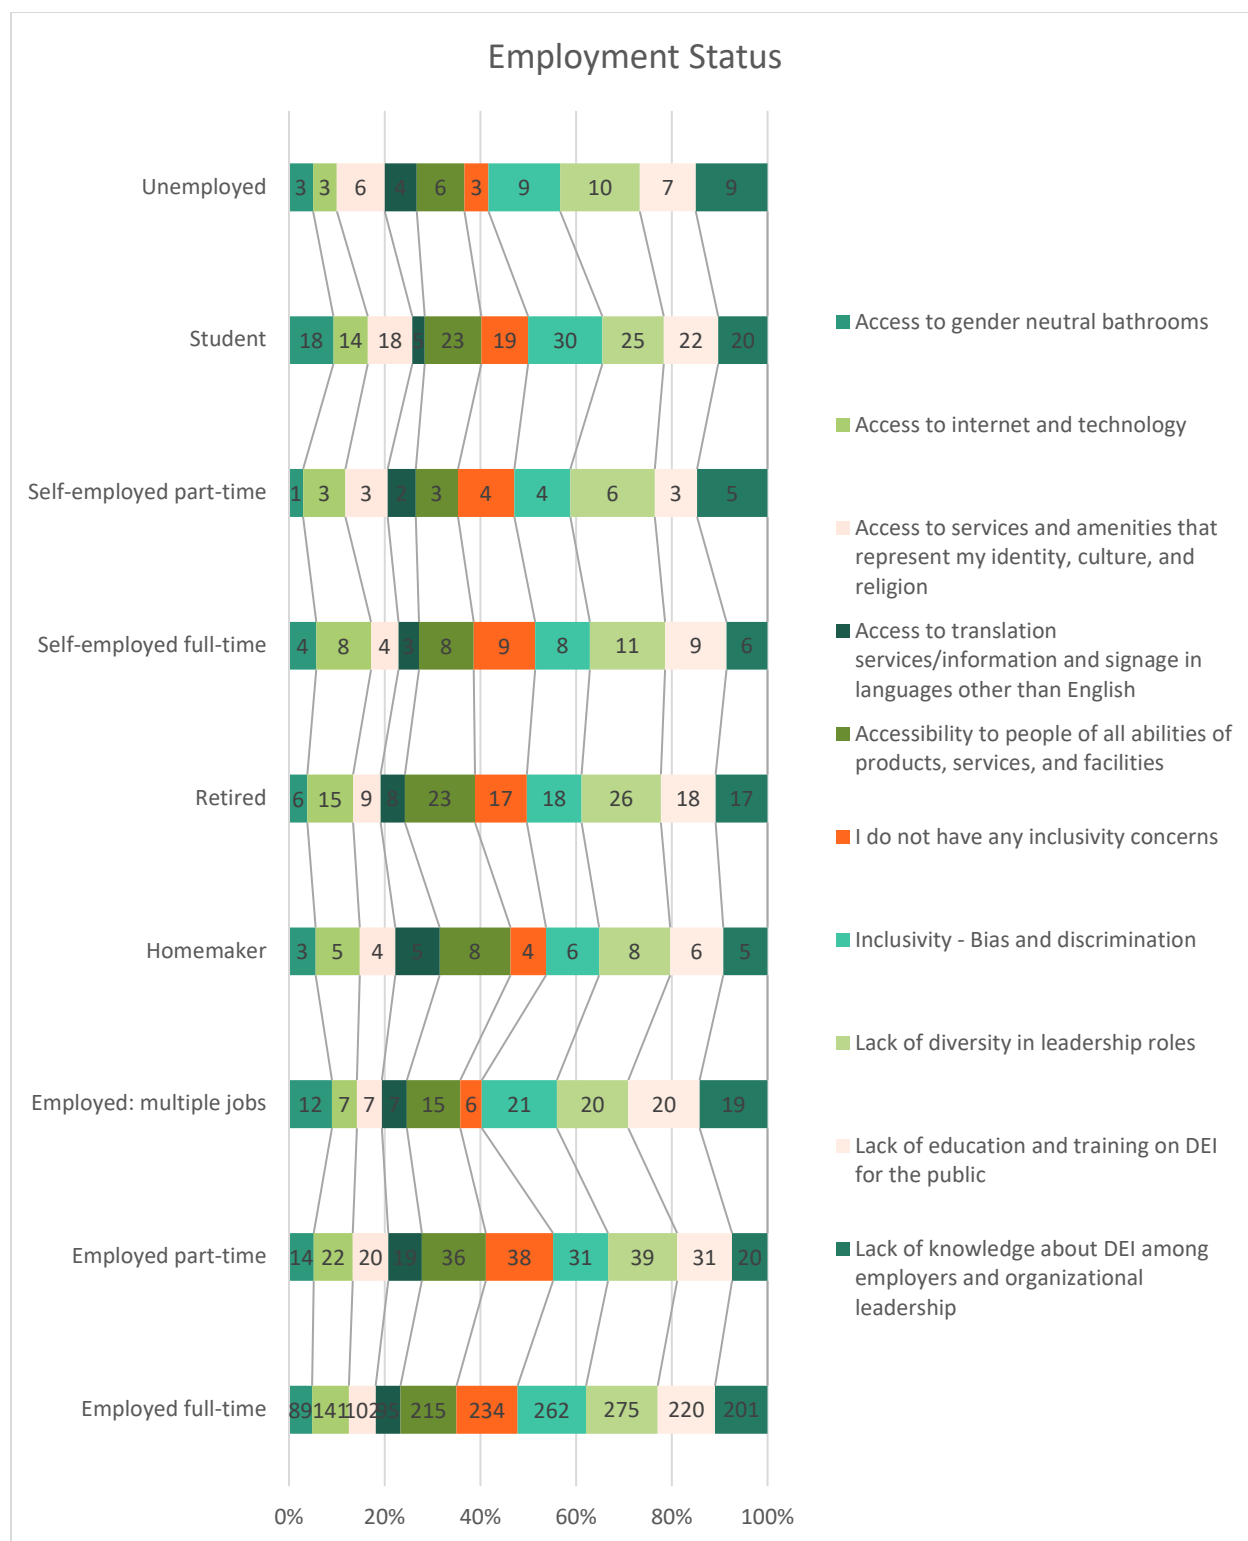 Employment Status
Unemployed
3 3 6 4 6 3 9 10 7 9
Student
18 14 18 5 23 19 30 25 22 20
Self-employed part-time
1 3 3 2 3 4 4 6 3 5
Self-employed full-time
4 8 4 3 8 9 8 11 9 6
Retired
6 15 9 8 23 17 18 26 18 17
Homemaker
3 5 4 5 8 4 6 8 6 5
Employed: multiple jobs
12 7 7 7 15 6 21 20 20 19
Employed part-time
14 22 20 19 36 38 31 39 31 20
Employed full-time
89 141 102 95 215 234 262 275 220 201
0% 20% 40% 60% 80% 100%
Access to gender neutral bathrooms
Access to internet and technology
Access to services and amenities that
represent my identity, culture, and
religion
Access to translation
services/information and signage in
languages other than English
Accessibility to people of all abilities of
products, services, and facilities
I do not have any inclusivity concerns
Inclusivity - Bias and discrimination
Lack of diversity in leadership roles
Lack of education and training on DEI
for the public
Lack of knowledge about DEI among
employers and organizational
leadership